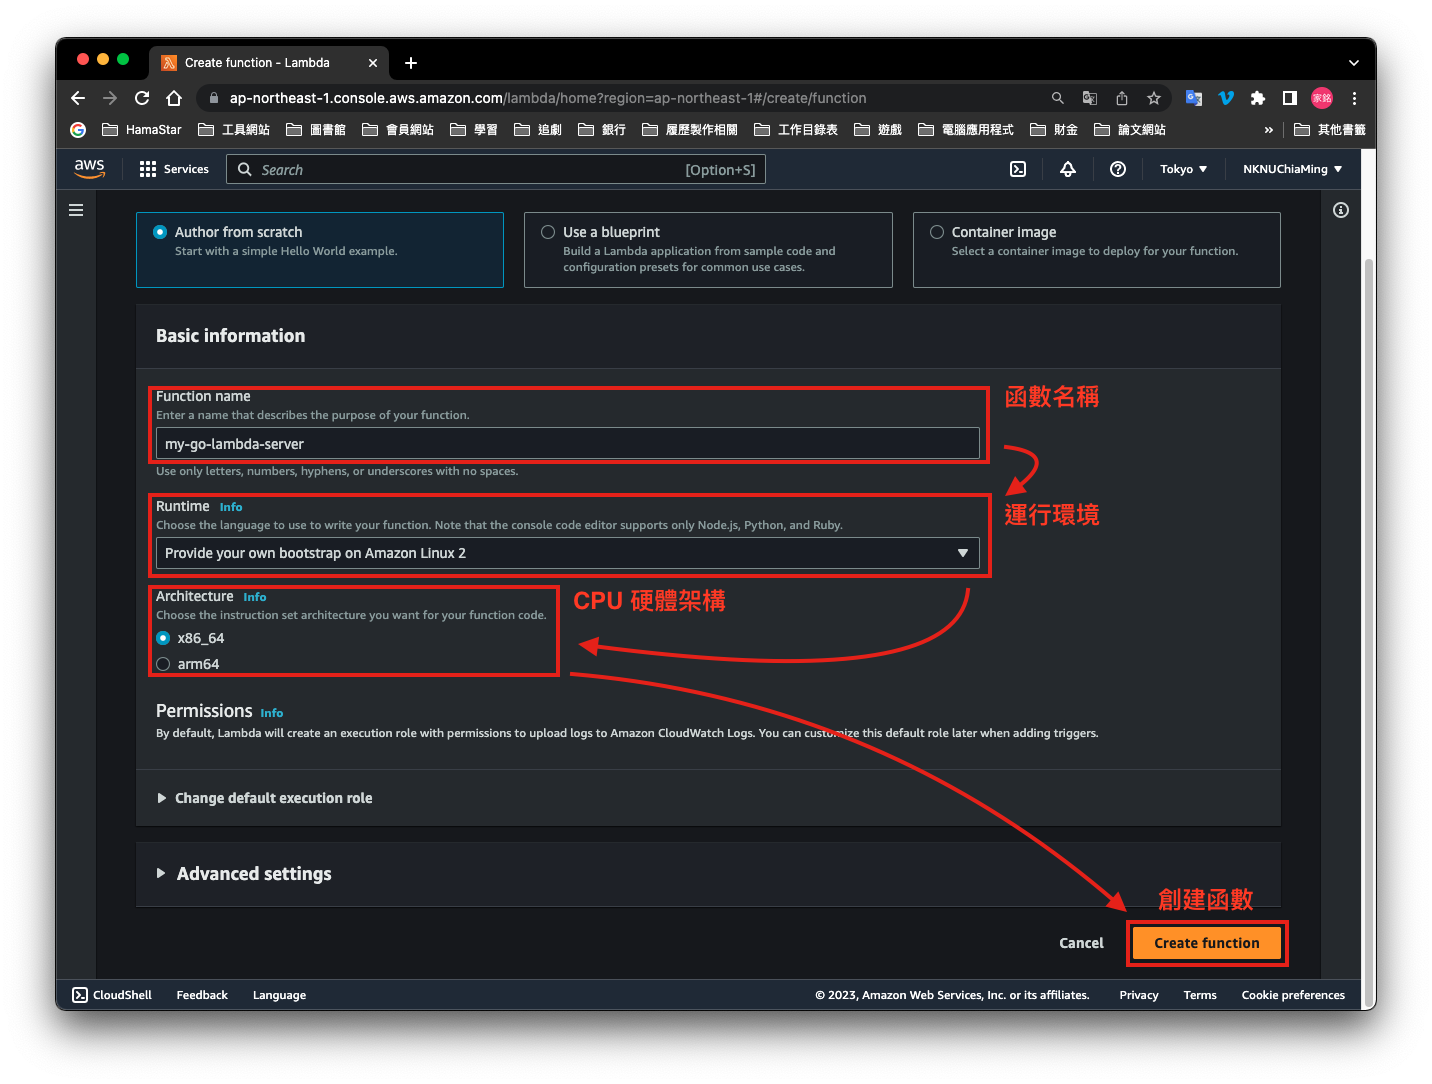 Create function - Lambda
ap-northeast-1.console.aws.amazon.com/lambda/home?region=ap-northeast-1#/create/function
家銘
HamaStar 工具網站 圖書館 會員網站 學習 追劇 銀行 履歷製作相關 工作目錄表 遊戲 電腦應用程式 財金 論文網站 » 其他書籤
aws Services Search [Option+S] Tokyo NKNUChiaMing
Author from scratch
Start with a simple Hello World example.
Use a blueprint
Build a Lambda application from sample code and
configuration presets for common use cases.
Container image
Select a container image to deploy for your function.
Basic information
Function name
函數名稱
Enter a name that describes the purpose of your function.
my-go-lambda-server
Use only letters, numbers, hyphens, or underscores with no spaces.
Runtime Info
運行環境
Choose the language to use to write your function. Note that the console code editor supports only Node.js, Python, and Ruby.
Provide your own bootstrap on Amazon Linux 2
Architecture Info
CPU 硬體架構
Choose the instruction set architecture you want for your function code.
x86_64
arm64
Permissions Info
By default, Lambda will create an execution role with permissions to upload logs to Amazon CloudWatch Logs. You can customize this default role later when adding triggers.
Change default execution role
Advanced settings
創建函數
Cancel Create function
CloudShell Feedback Language © 2023, Amazon Web Services, Inc. or its affiliates. Privacy Terms Cookie preferences